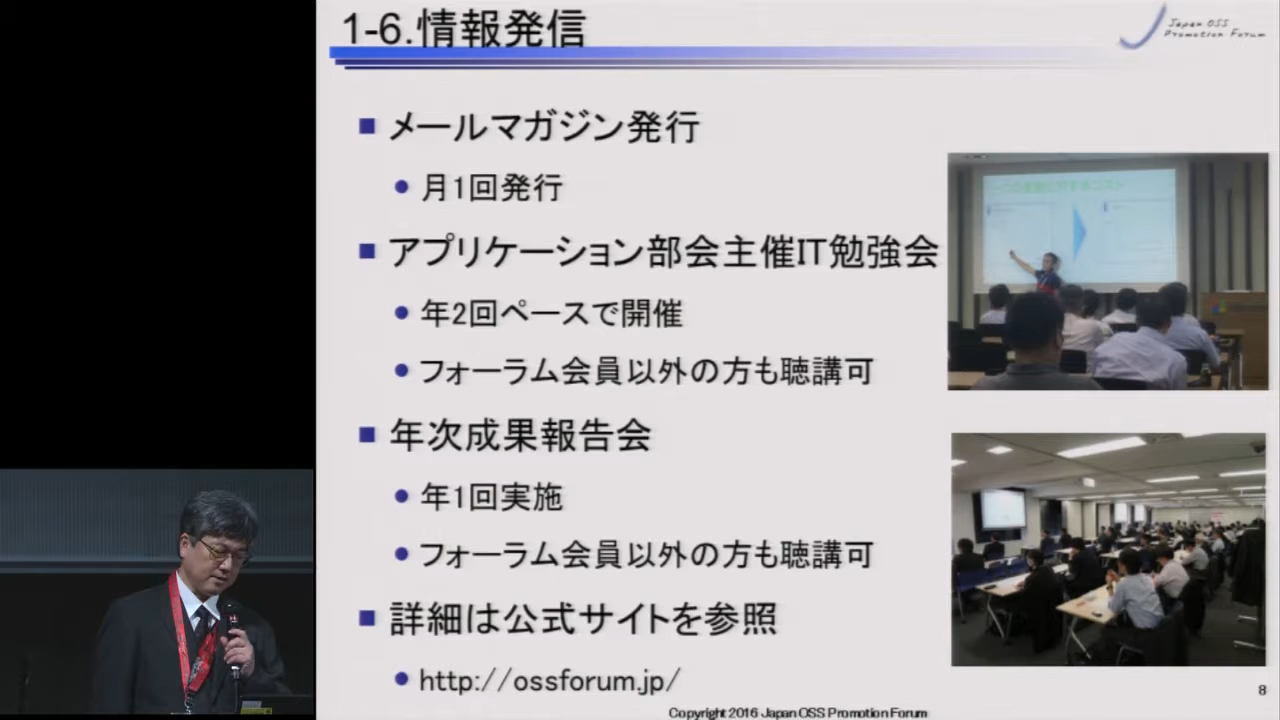 1-6.情報発信
Japan OSS
Promotion Forum
メールマガジン発行
月1回発行
アプリケーション部会主催IT勉強会
年2回ペースで開催
フォーラム会員以外の方も聴講可
年次成果報告会
年1回実施
フォーラム会員以外の方も聴講可
詳細は公式サイトを参照
http://ossforum.jp/
8
Copyright 2016 Japan OSS Promotion Forum